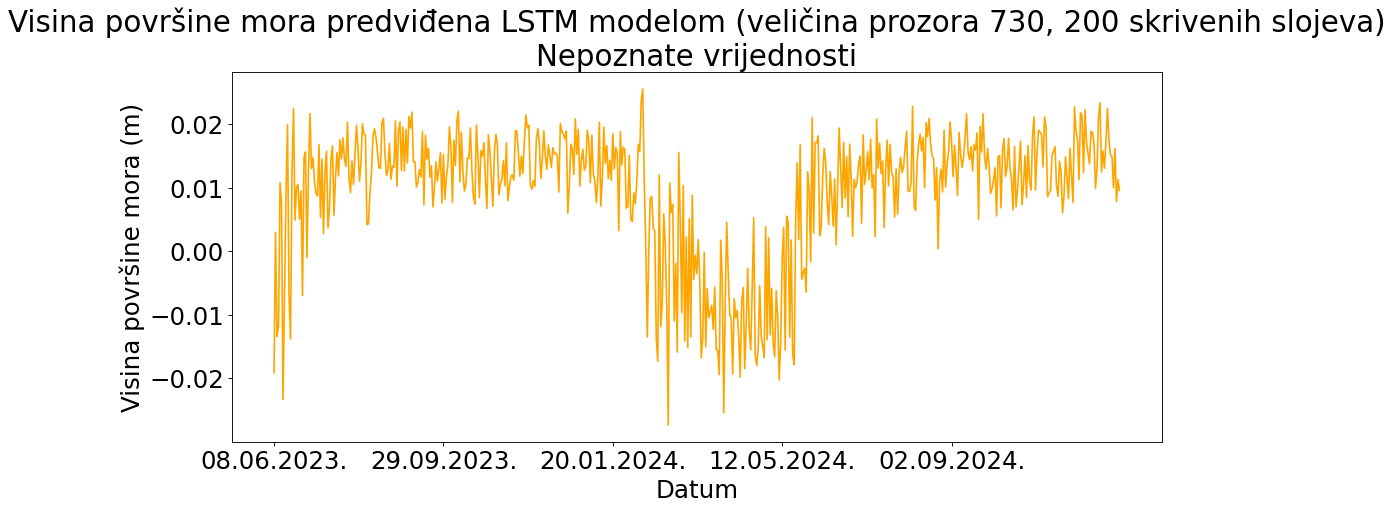 Visina površine mora predviđena LSTM modelom (veličina prozora 730, 200 skrivenih slojeva)
Nepoznate vrijednosti
Visina površine mora (m)
0.02
0.01
0.00
−0.01
−0.02
08.06.2023. 29.09.2023. 20.01.2024. 12.05.2024. 02.09.2024.
Datum